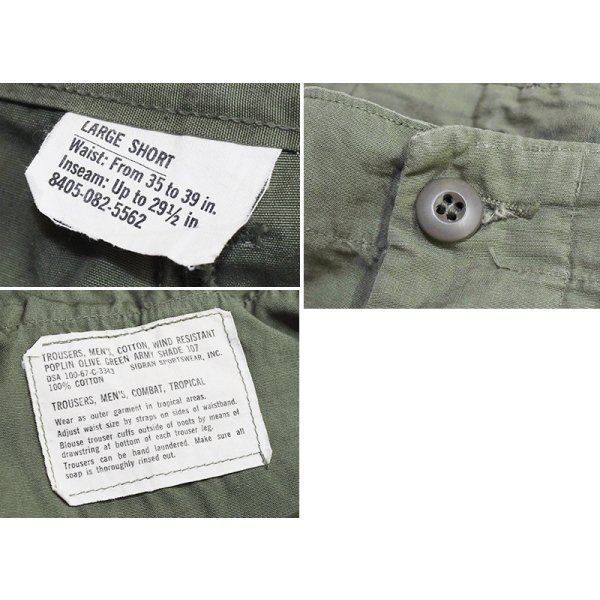 LARGE SHORT
Waist: From 35 to 39 in.
Inseam: Up to 29½ in
8405-082-5562
TROUSERS, MEN'S, COTTON, WIND RESISTANT
POPLIN OLIVE GREEN ARMY SHADE 107
DSA 100-67-C-3343 SIDRAN SPORTSWEAR, INC.
100% COTTON
TROUSERS, MEN'S, COMBAT, TROPICAL
Wear as outer garment in tropical areas.
Adjust waist size by straps on sides of waistband.
Blouse trouser cuffs outside of boots by means of
drawstring at bottom of each trouser leg.
Trousers can be hand laundered. Make sure all
soap is thoroughly rinsed out.